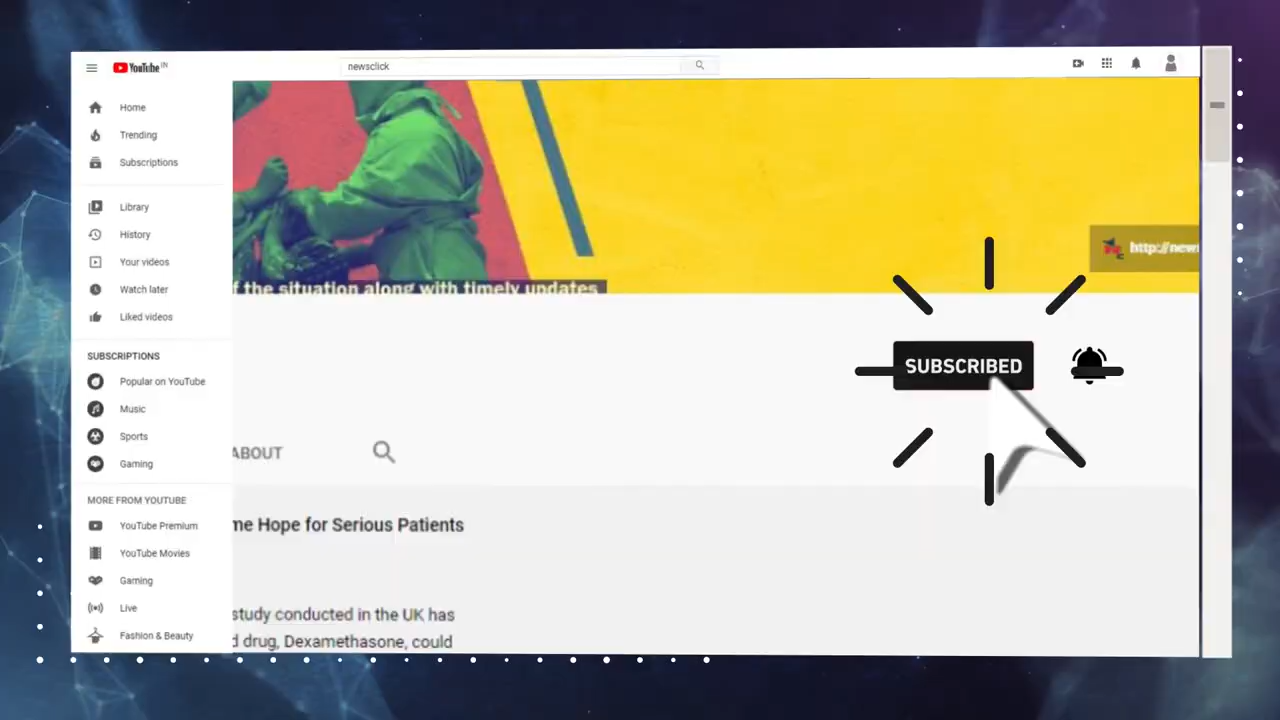 YouTube IN
newsclick
Home
Trending
Subscriptions
Library
History
Your videos
Watch later
Liked videos
SUBSCRIPTIONS
Popular on YouTube
Music
Sports
Gaming
MORE FROM YOUTUBE
YouTube Premium
YouTube Movies
Gaming
Live
Fashion & Beauty
f the situation along with timely updates
http://new
SUBSCRIBED
ABOUT
me Hope for Serious Patients
study conducted in the UK has
d drug, Dexamethasone, could